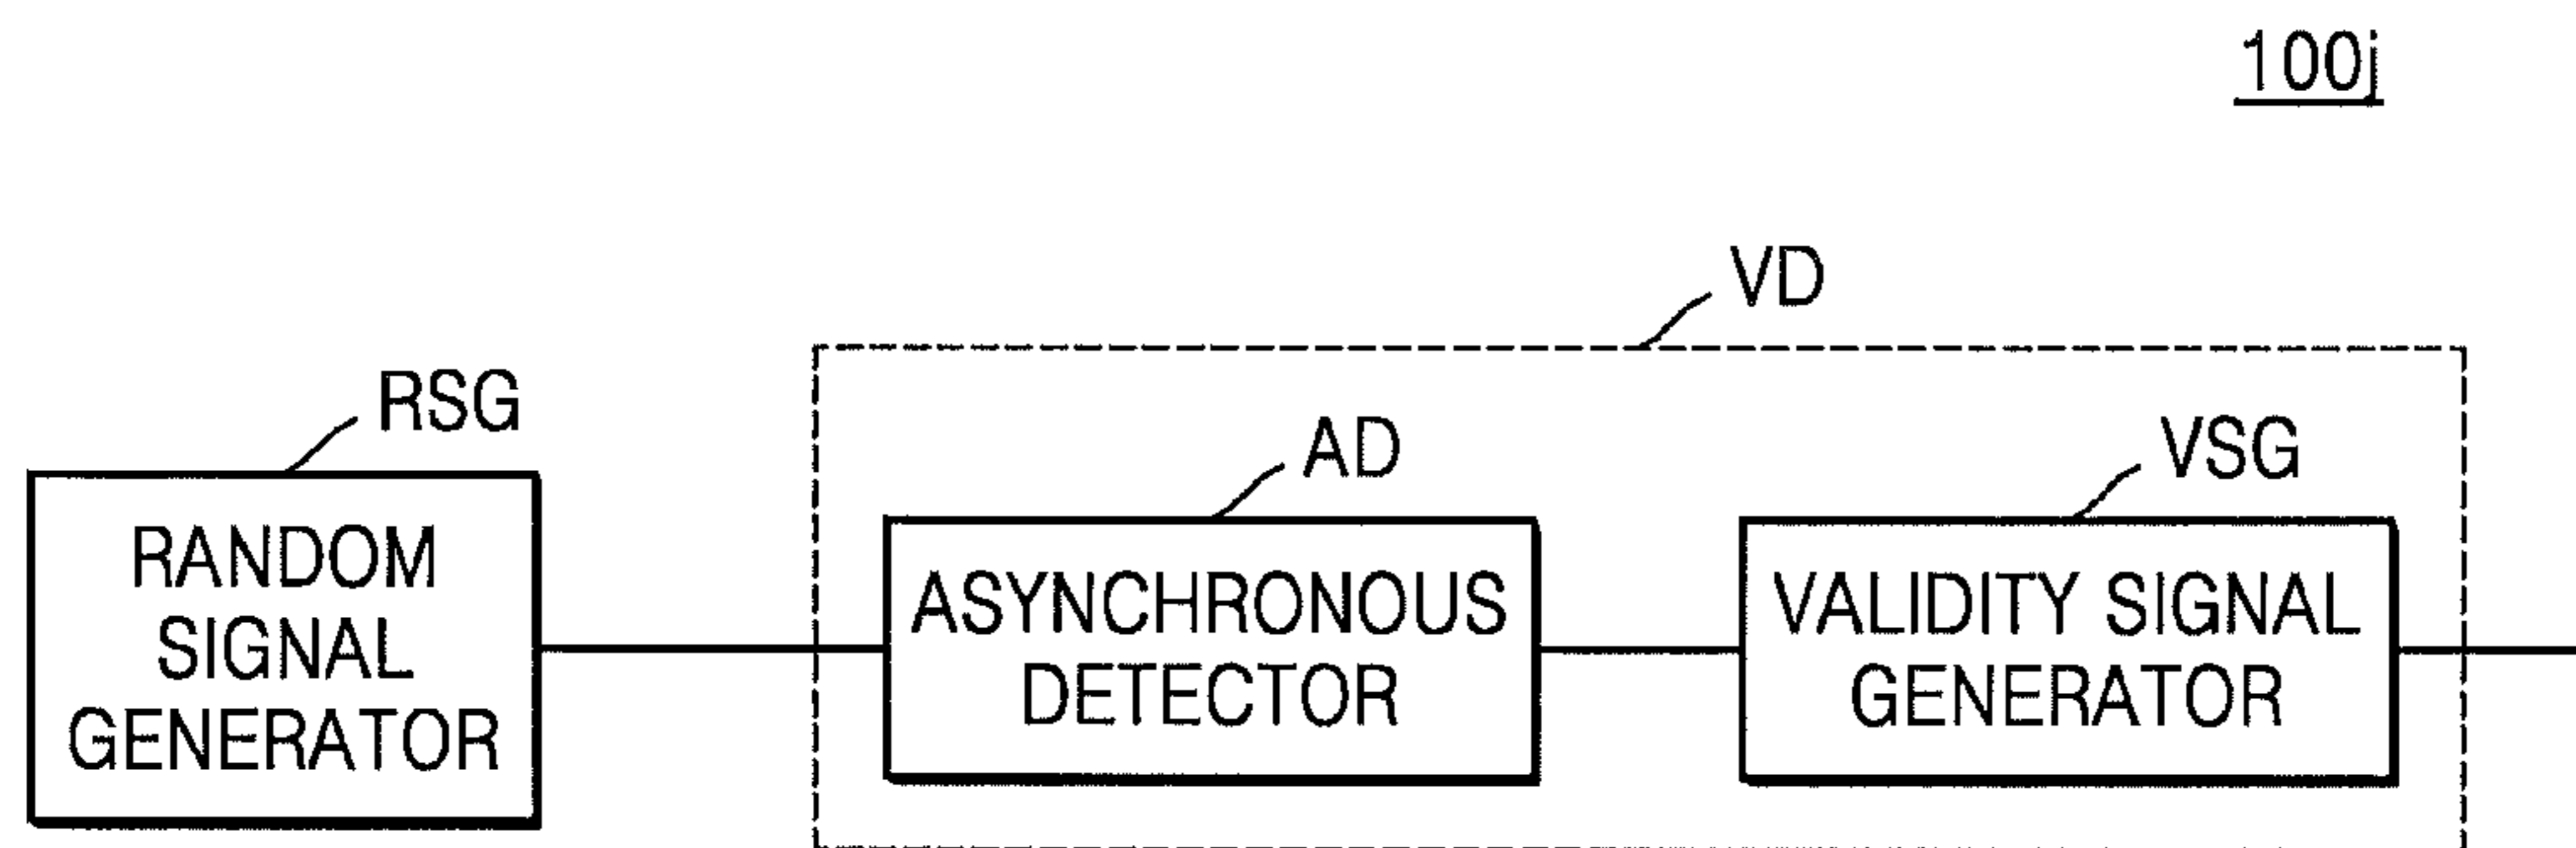 100j
VD
RSG
AD
VSG
RANDOM
SIGNAL
GENERATOR
ASYNCHRONOUS
DETECTOR
VALIDITY SIGNAL
GENERATOR